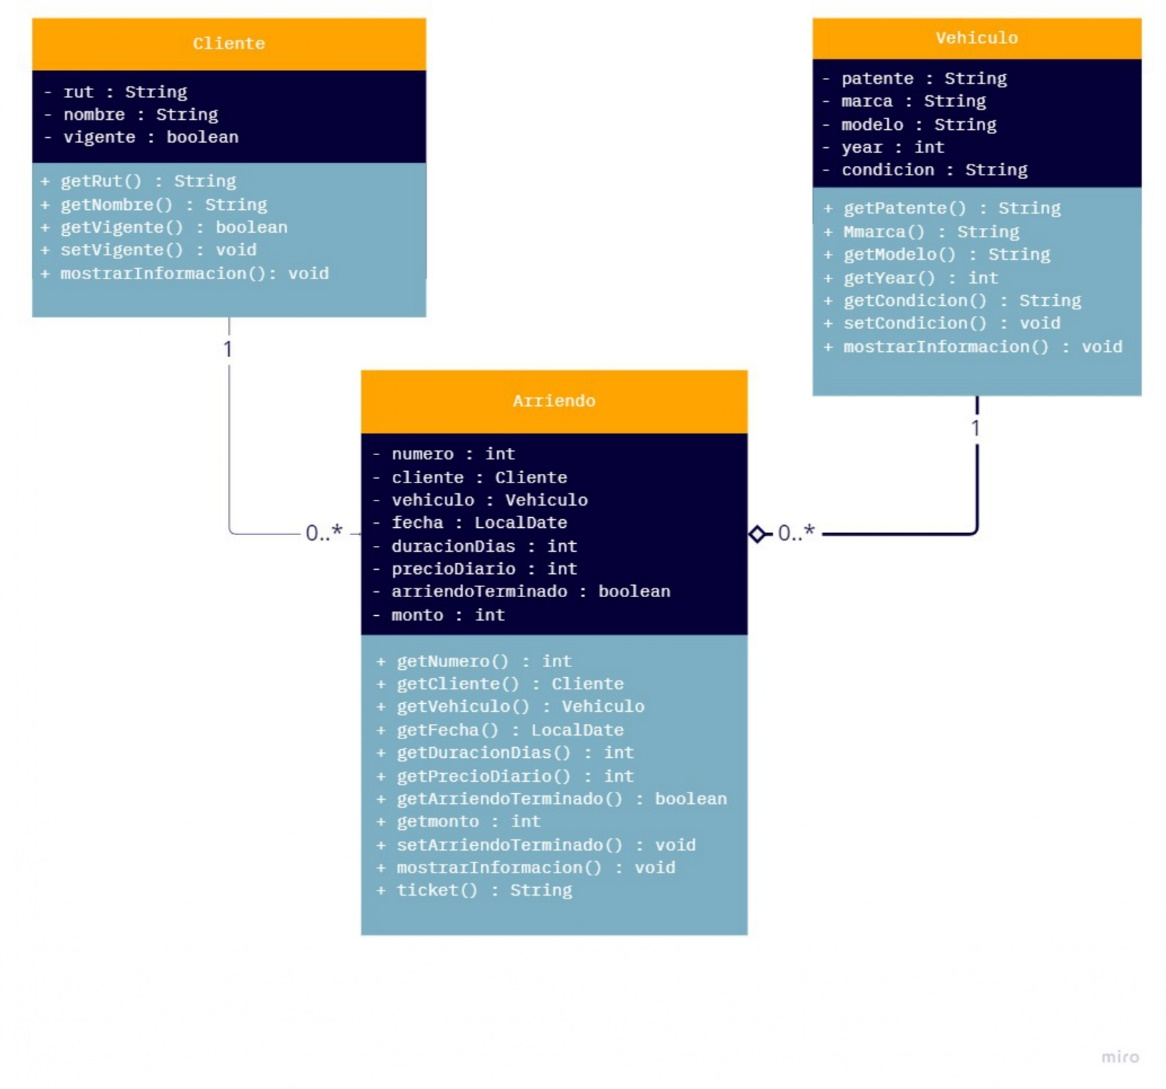 Cliente
- rut : String
- nombre : String
- vigente : boolean
+ getRut() : String
+ getNombre() : String
+ getVigente() : boolean
+ setVigente() : void
+ mostrarInformacion(): void
1
0..*
Vehiculo
- patente : String
- marca : String
- modelo : String
- year : int
- condicion : String
+ getPatente() : String
+ Mmarca() : String
+ getModelo() : String
+ getYear() : int
+ getCondicion() : String
+ setCondicion() : void
+ mostrarInformacion() : void
1
0..*
Arriendo
- numero : int
- cliente : Cliente
- vehiculo : Vehiculo
- fecha : LocalDate
- duracionDias : int
- precioDiario : int
- arriendoTerminado : boolean
- monto : int
+ getNumero() : int
+ getCliente() : Cliente
+ getVehiculo() : Vehiculo
+ getFecha() : LocalDate
+ getDuracionDias() : int
+ getPrecioDiario() : int
+ getArriendoTerminado() : boolean
+ getmonto : int
+ setArriendoTerminado() : void
+ mostrarInformacion() : void
+ ticket() : String
miro